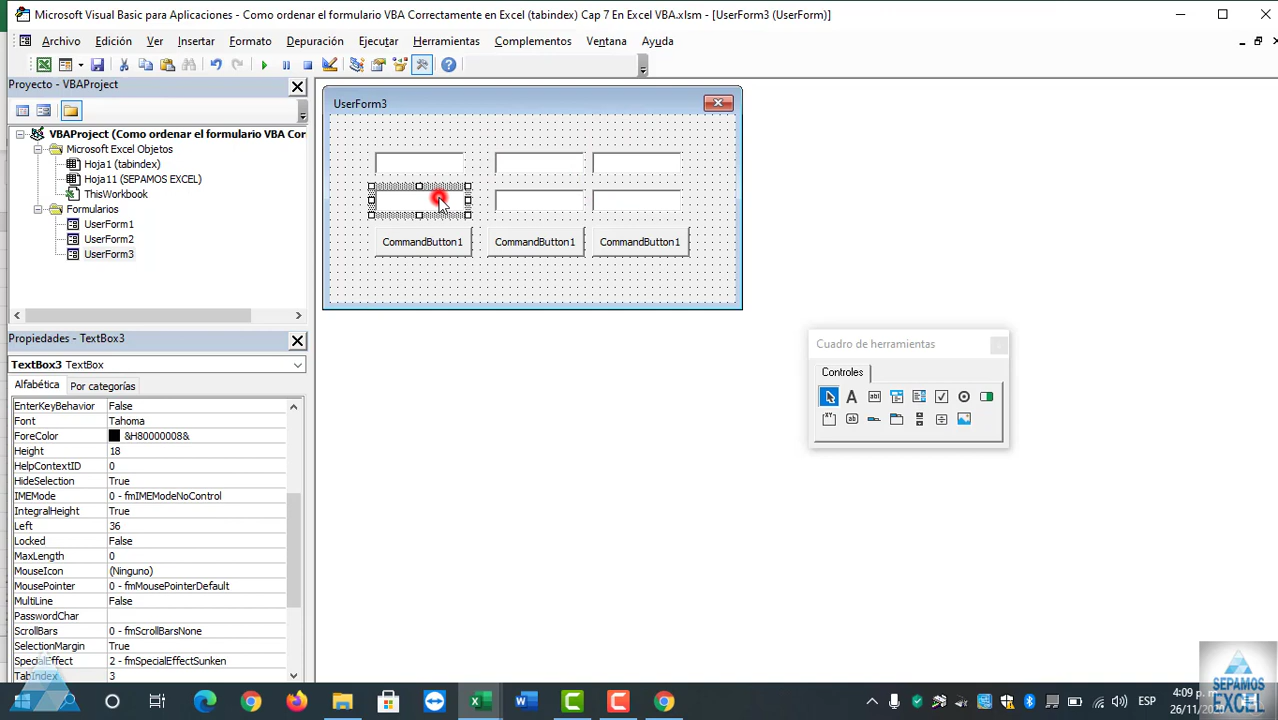 Microsoft Visual Basic para Aplicaciones - Como ordenar el formulario VBA Correctamente en Excel (tabindex) Cap 7 En Excel VBA.xlsm - [UserForm3 (UserForm)]
Archivo Edición Ver Insertar Formato Depuración Ejecutar Herramientas Complementos Ventana Ayuda
Proyecto - VBAProject
VBAProject (Como ordenar el formulario VBA Cor
Microsoft Excel Objetos
Hoja1 (tabindex)
Hoja11 (SEPAMOS EXCEL)
ThisWorkbook
Formularios
UserForm1
UserForm2
UserForm3
UserForm3
CommandButton1 CommandButton1 CommandButton1
Cuadro de herramientas
Controles
Propiedades - TextBox3
TextBox3 TextBox
Alfabética Por categorías
EnterKeyBehavior False
Font Tahoma
ForeColor &H80000008&
Height 18
HelpContextID 0
HideSelection True
IMEMode 0 - fmIMEModeNoControl
IntegralHeight True
Left 36
Locked False
MaxLength 0
MouseIcon (Ninguno)
MousePointer 0 - fmMousePointerDefault
MultiLine False
PasswordChar
ScrollBars 0 - fmScrollBarsNone
SelectionMargin True
SpecialEffect 2 - fmSpecialEffectSunken
TabIndex 3
ESP
4:09 p. m.
SEPAMOS
EXCEL